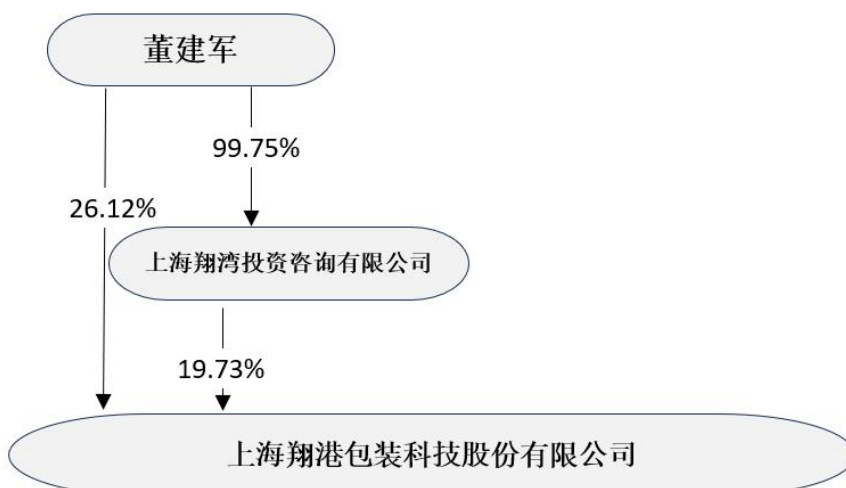 董建军
99.75%
26.12%
上海翔湾投资咨询有限公司
19.73%
上海翔港包装科技股份有限公司